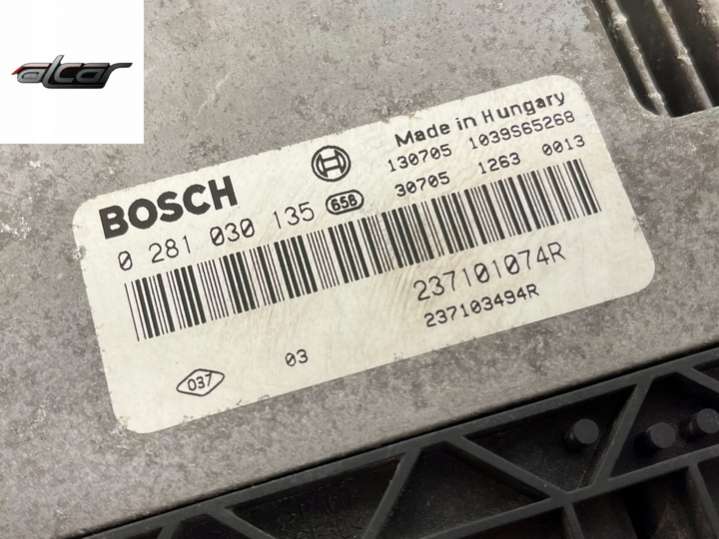 alcar
BOSCH
Made in Hungary
130705 1039S65268
0 281 030 135 658 30705 1263 0013
237101074R
237103494R
037 03